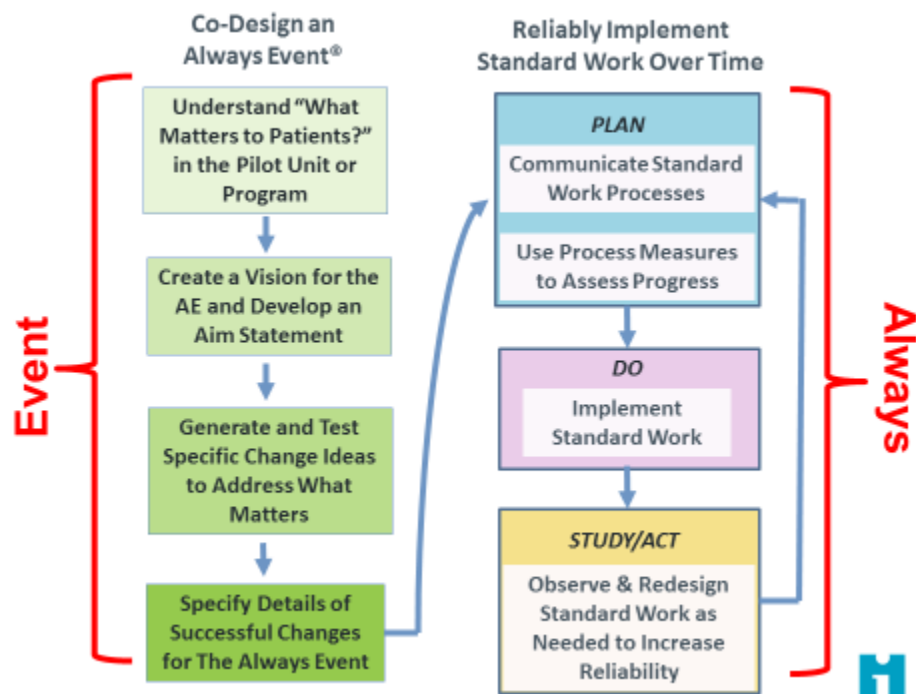 Co-Design an
Always Event®
Event
Understand “What
Matters to Patients?”
in the Pilot Unit or
Program
Create a Vision for the
AE and Develop an
Aim Statement
Generate and Test
Specific Change Ideas
to Address What
Matters
Specify Details of
Successful Changes
for The Always Event
Reliably Implement
Standard Work Over Time
PLAN
Communicate Standard
Work Processes
Use Process Measures
to Assess Progress
DO
Implement
Standard Work
STUDY/ACT
Observe & Redesign
Standard Work as
Needed to Increase
Reliability
Always